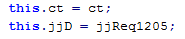 this.ct = ct;
this.jjD = jjReq1205;